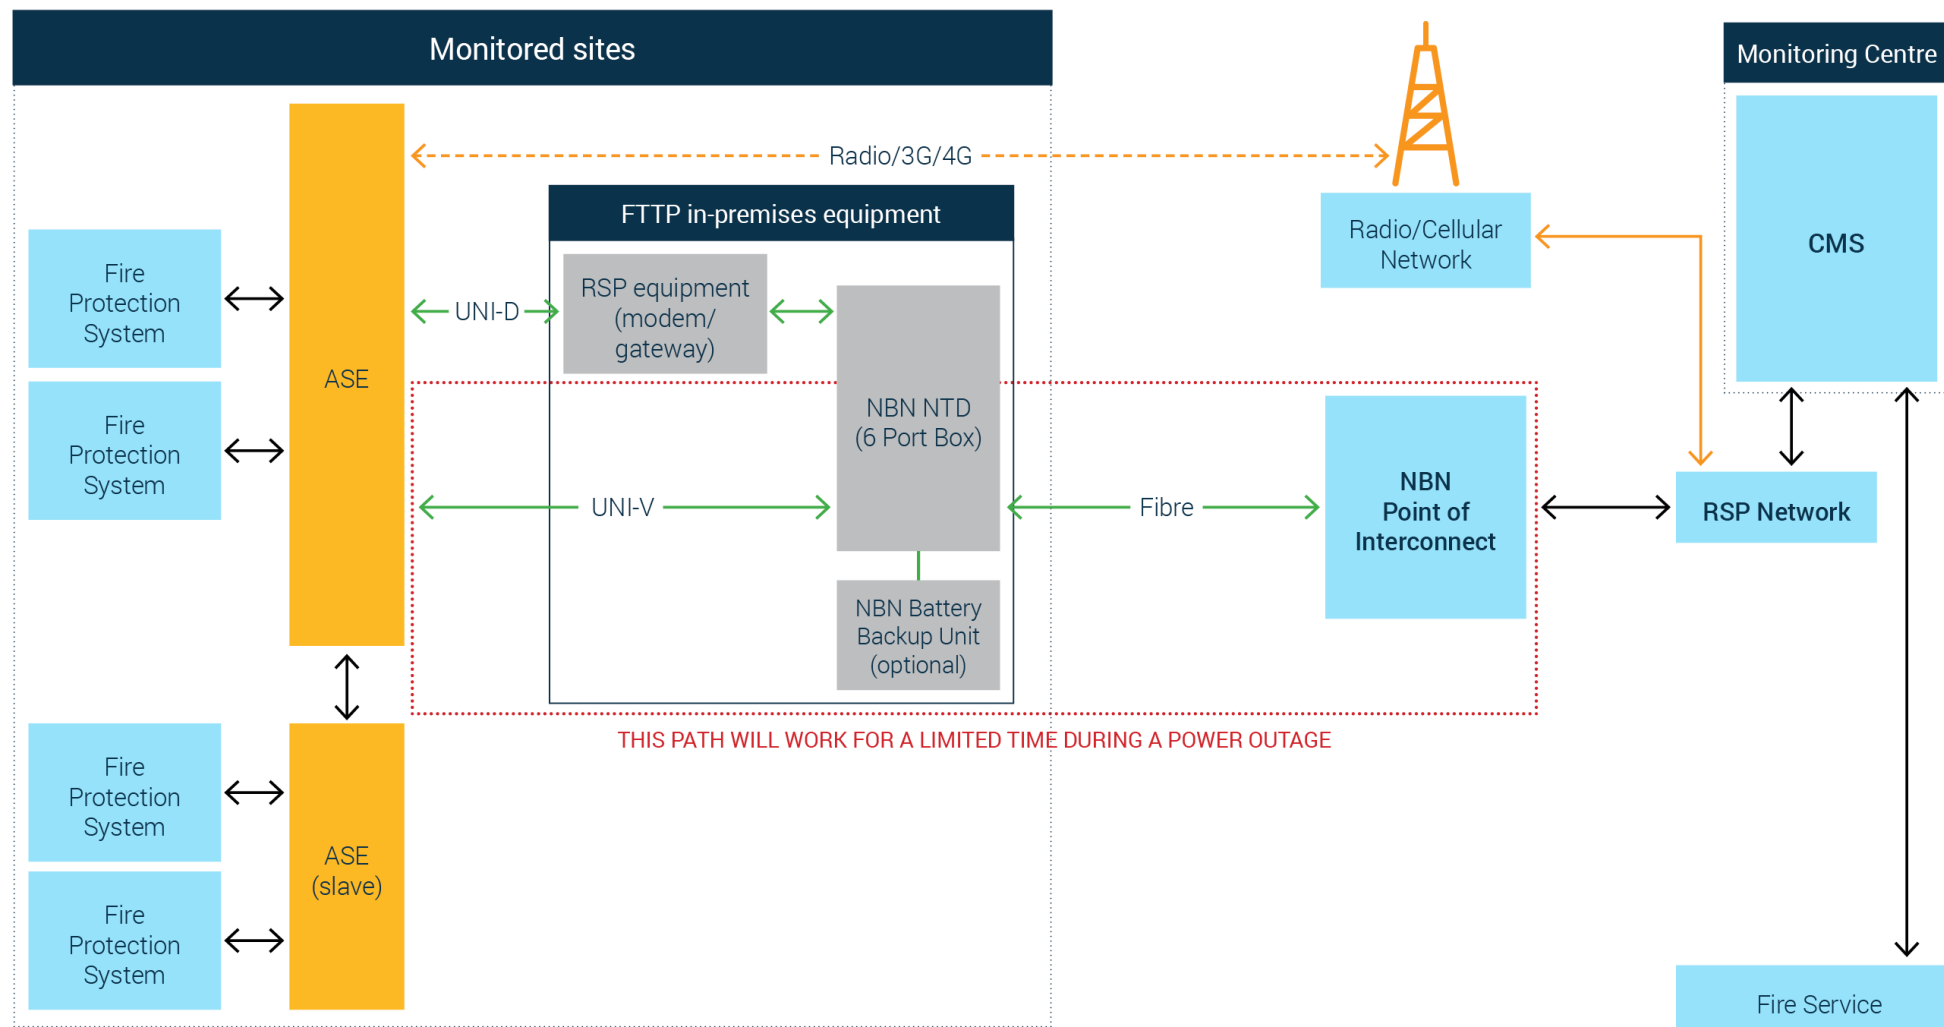 Monitored sites
Monitoring Centre
Radio/3G/4G
FTTP in-premises equipment
Radio/Cellular
Network
CMS
Fire
Protection
System
UNI-D
RSP equipment
(modem/
gateway)
ASE
Fire
Protection
System
NBN NTD
(6 Port Box)
UNI-V
Fibre
NBN
Point of
Interconnect
RSP Network
NBN Battery
Backup Unit
(optional)
THIS PATH WILL WORK FOR A LIMITED TIME DURING A POWER OUTAGE
Fire
Protection
System
ASE
(slave)
Fire
Protection
System
Fire Service